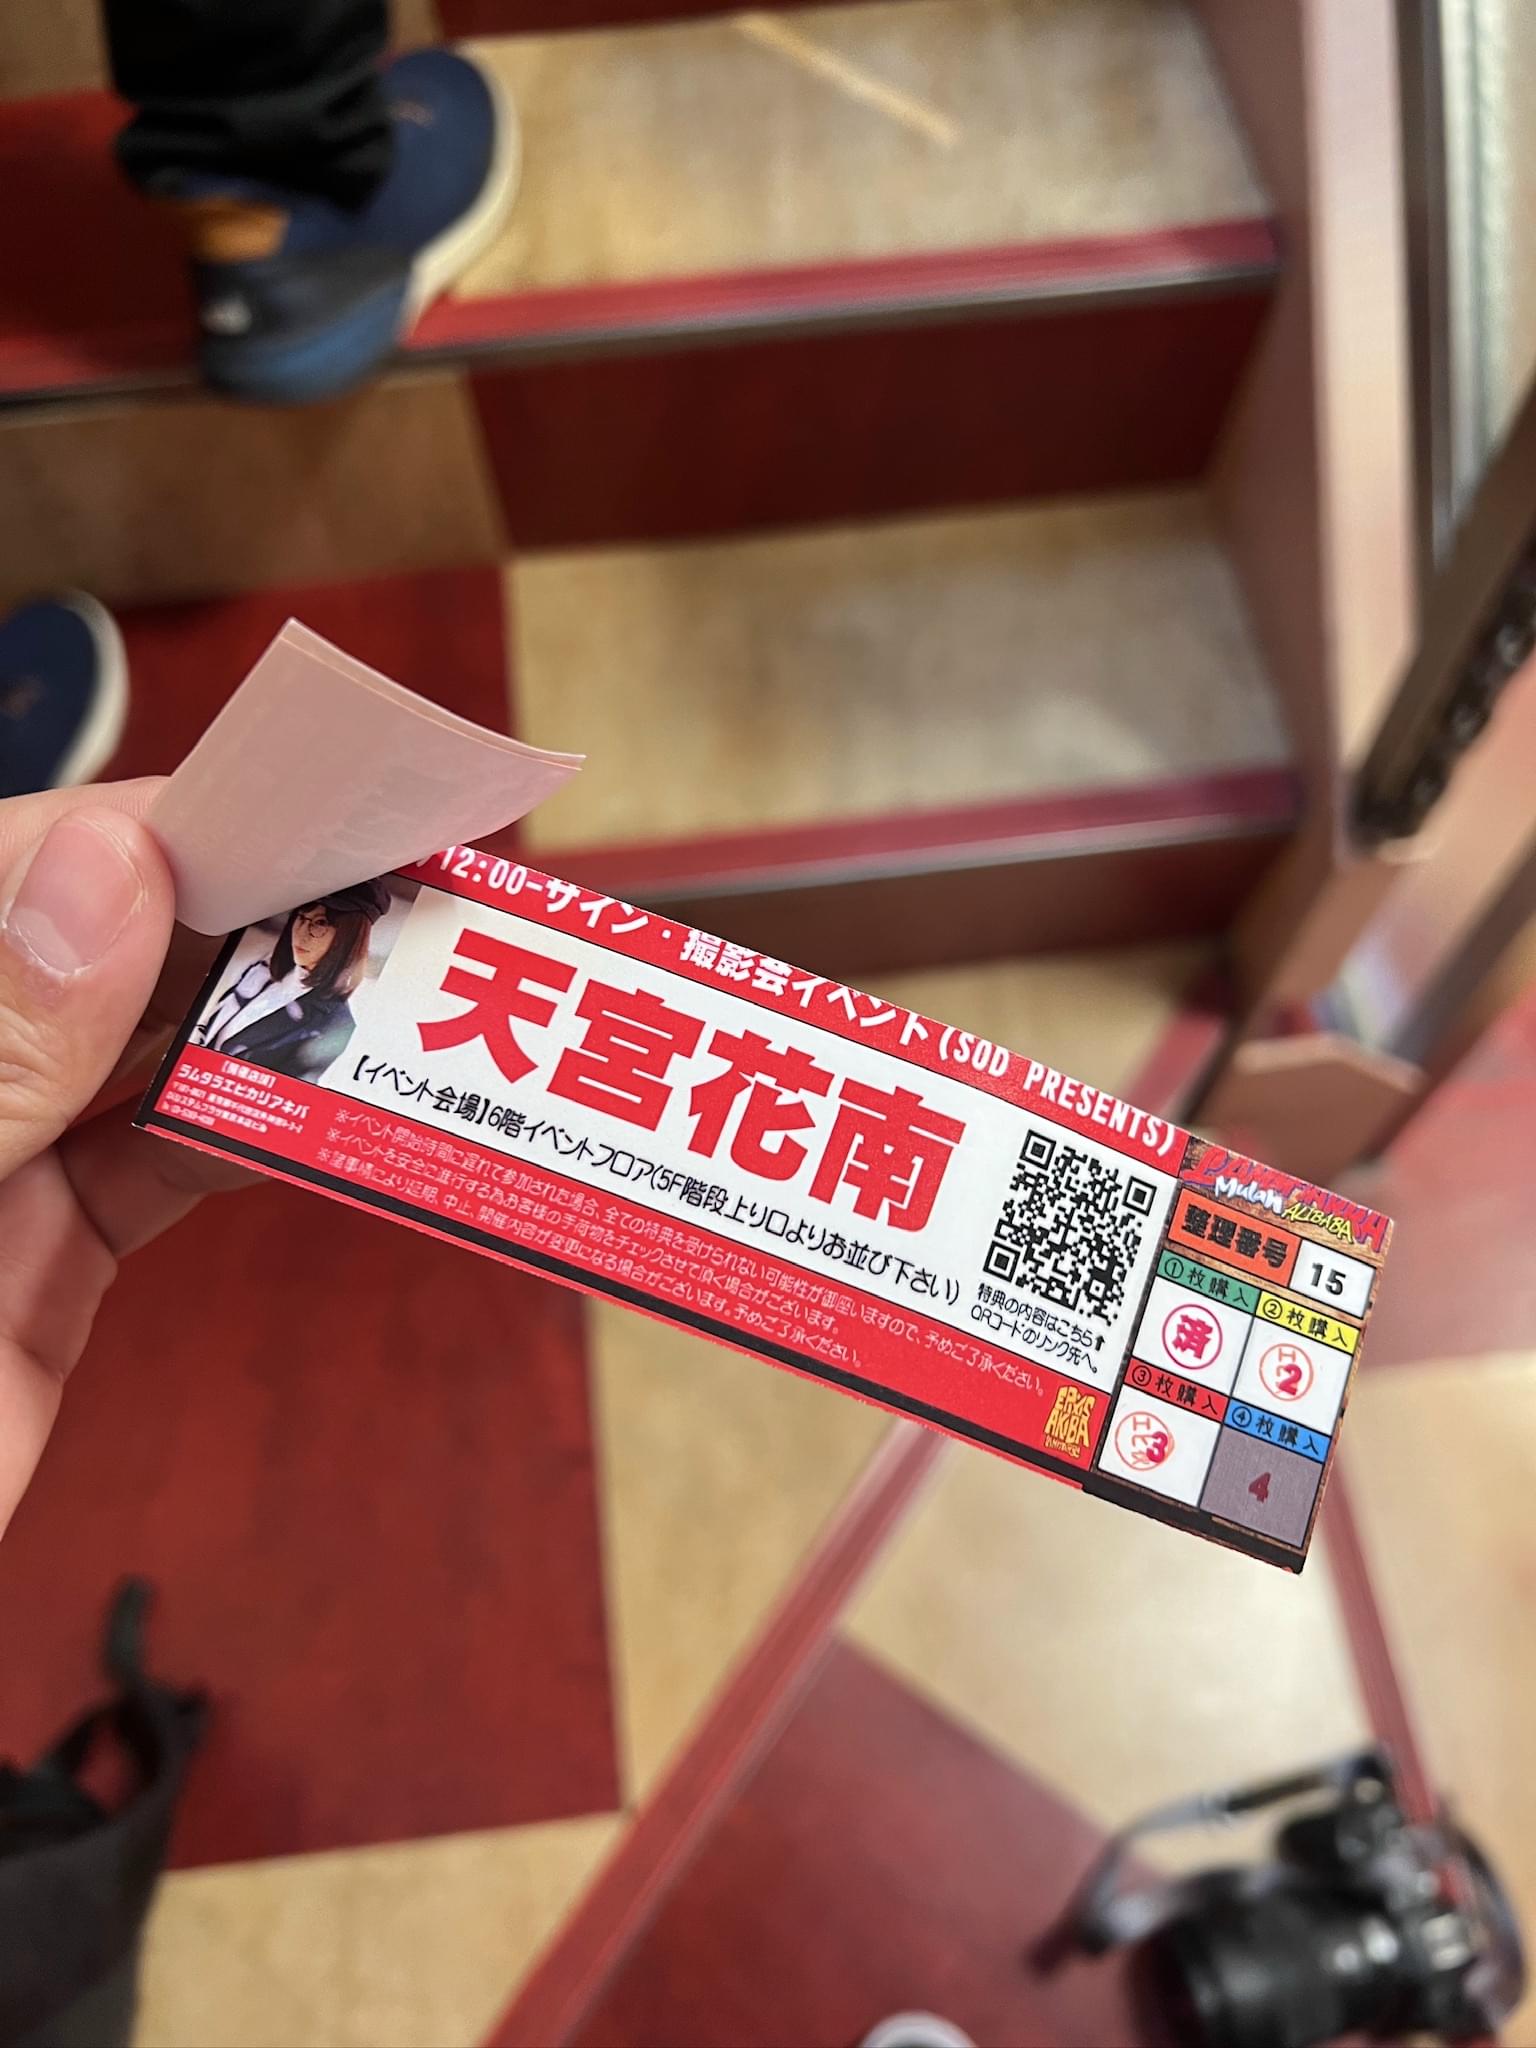 12:00-サイン・撮影会イベント(SOD PRESENTS)
天宮花南
【イベント会場】6階イベントフロア(5F階段上り口よりお並び下さい)
特典の内容はこちら↑
QRコードのリンク先へ。
【開催店舗】
ラムタラエピカリアキバ
※イベント開始時間に遅れて参加された場合、全ての特典を受けられない可能性が御座いますので、予めご了承ください。
※イベントを安全に進行する為お客様の手荷物をチェックさせて頂く場合がございます。
※諸事情により延期、中止、開催内容が変更になる場合がございます。予めご了承ください。
Mulan
ALIBABA
整理番号
15
①枚購入
②枚購入
済
2
③枚購入
④枚購入
3
4